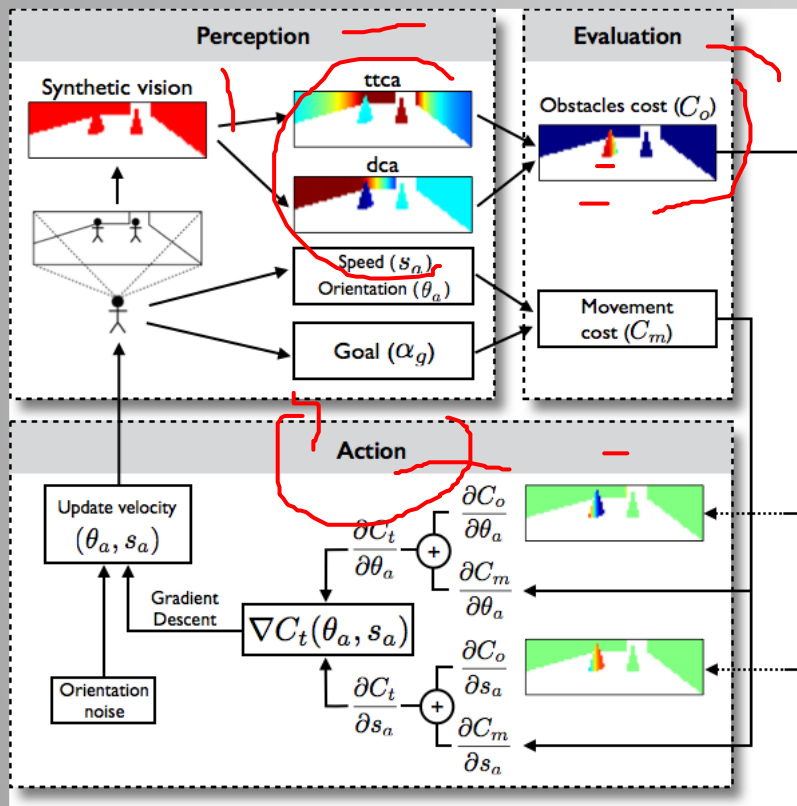 Perception
Evaluation
Synthetic vision
ttca
dca
Speed (s_a)
Orientation (θ_a)
Goal (α_g)
Obstacles cost (C_o)
Movement
cost (C_m)
Action
Update velocity
(θ_a, s_a)
Gradient
Descent
Orientation
noise
∇C_t(θ_a, s_a)
∂C_t
∂θ_a
+
∂C_o
∂θ_a
∂C_m
∂θ_a
∂C_t
∂s_a
+
∂C_o
∂s_a
∂C_m
∂s_a